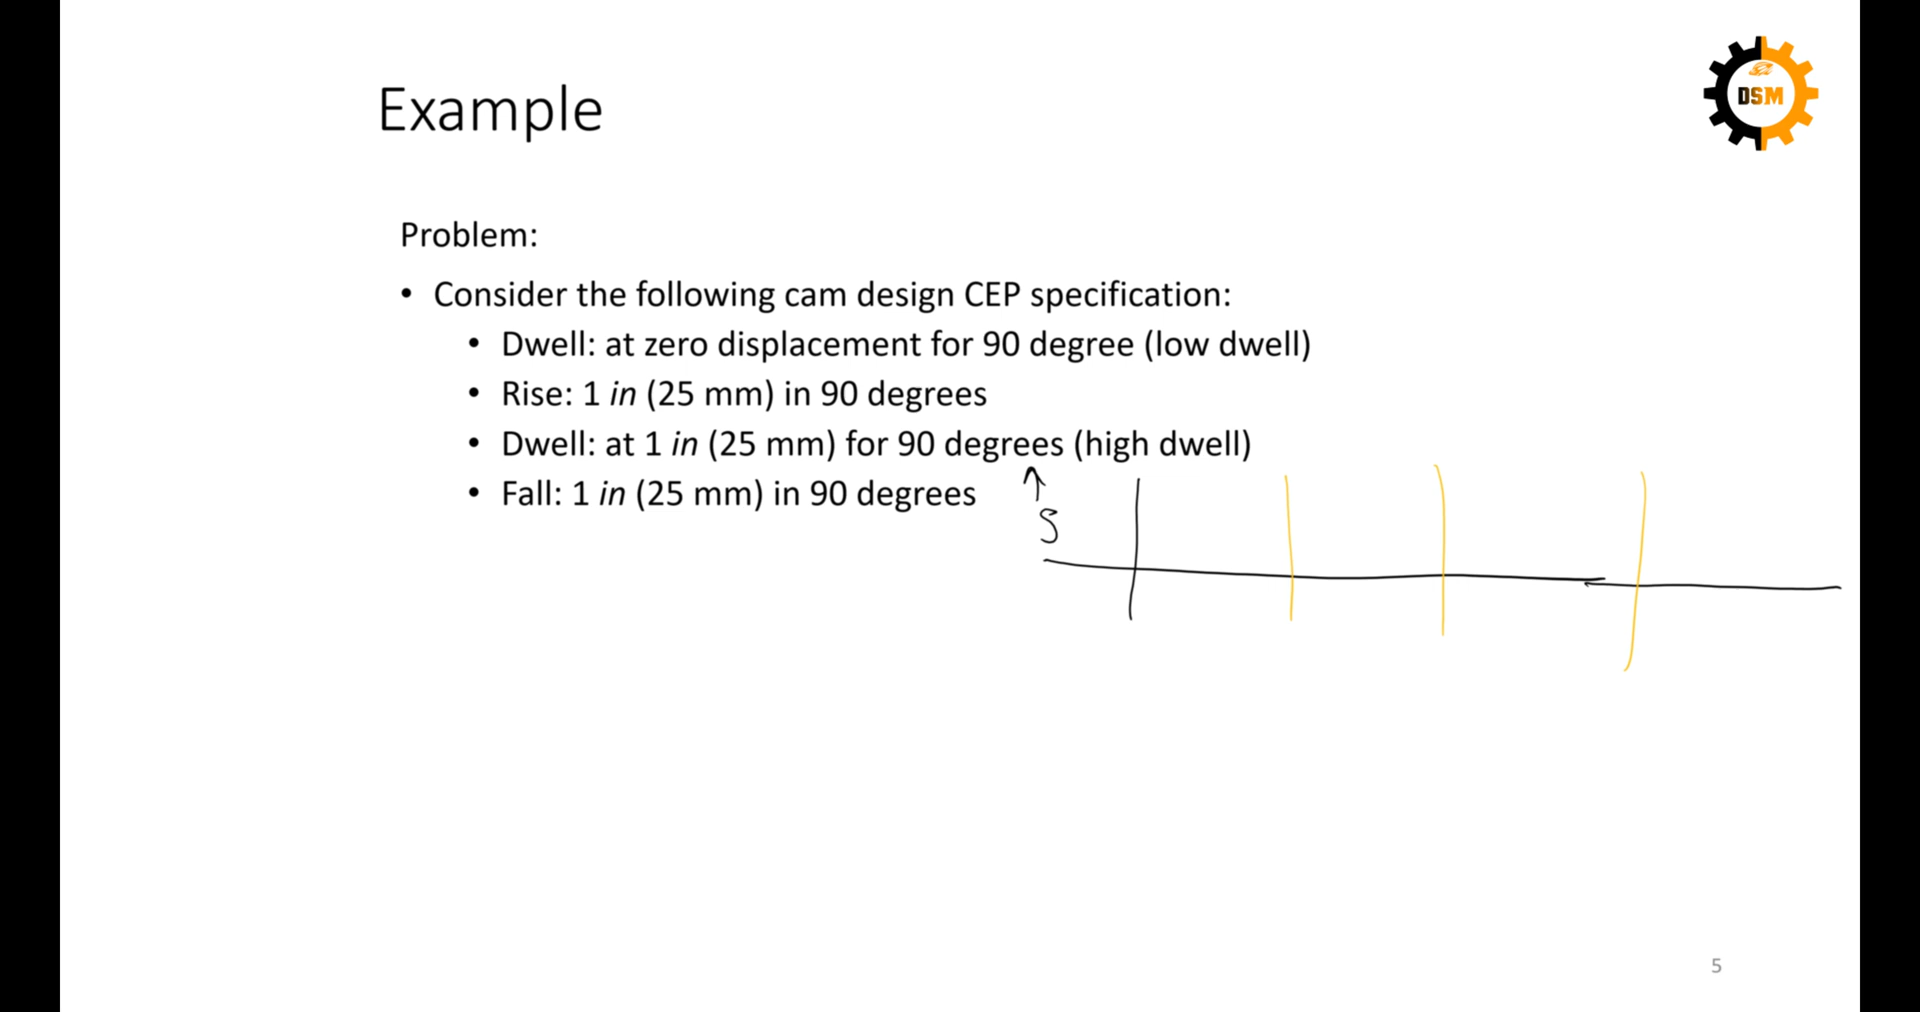 Example
DSM
Problem:
• Consider the following cam design CEP specification:
• Dwell: at zero displacement for 90 degree (low dwell)
• Rise: 1 in (25 mm) in 90 degrees
• Dwell: at 1 in (25 mm) for 90 degrees (high dwell)
• Fall: 1 in (25 mm) in 90 degrees
S
5